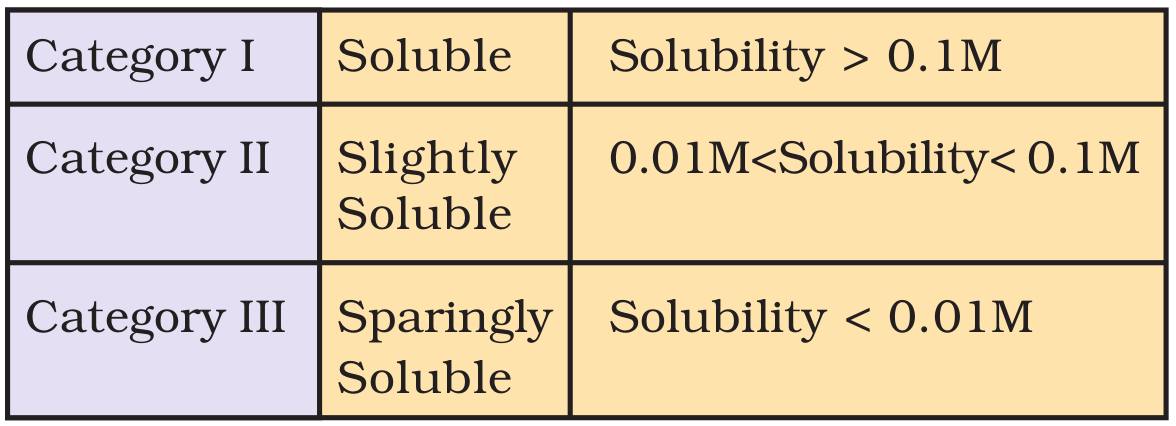 Category I Soluble Solubility > 0.1M
Category II Slightly Soluble 0.01M<Solubility< 0.1M
Category III Sparingly Soluble Solubility < 0.01M